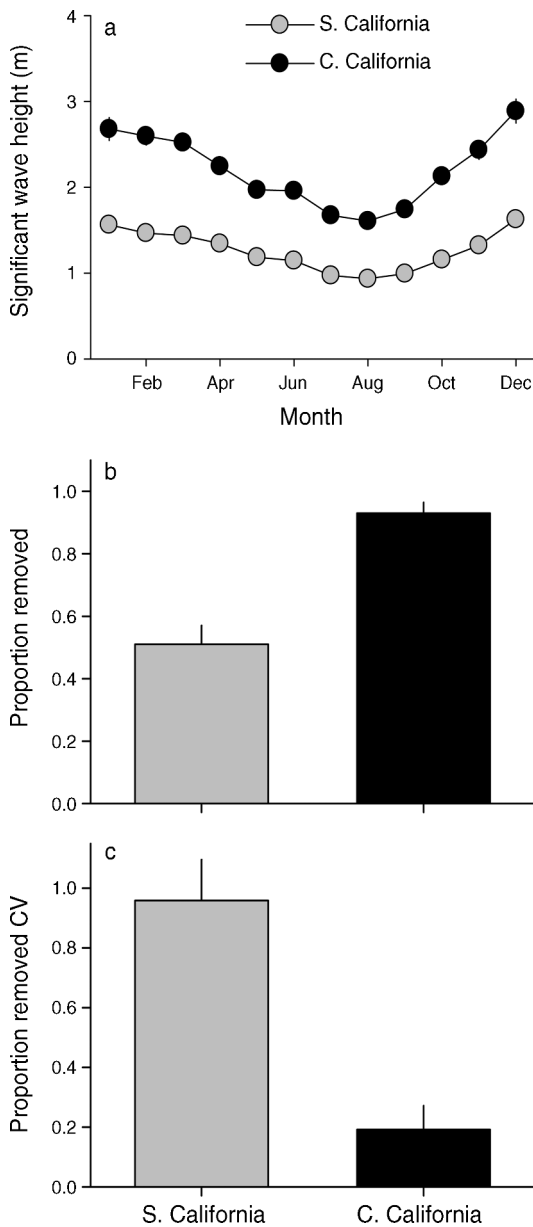 a
S. California
C. California
4
3
2
1
0
Significant wave height (m)
Feb Apr Jun Aug Oct Dec
Month
b
1.0
0.8
0.6
0.4
0.2
0.0
Proportion removed
c
1.0
0.8
0.6
0.4
0.2
0.0
Proportion removed CV
S. California C. California